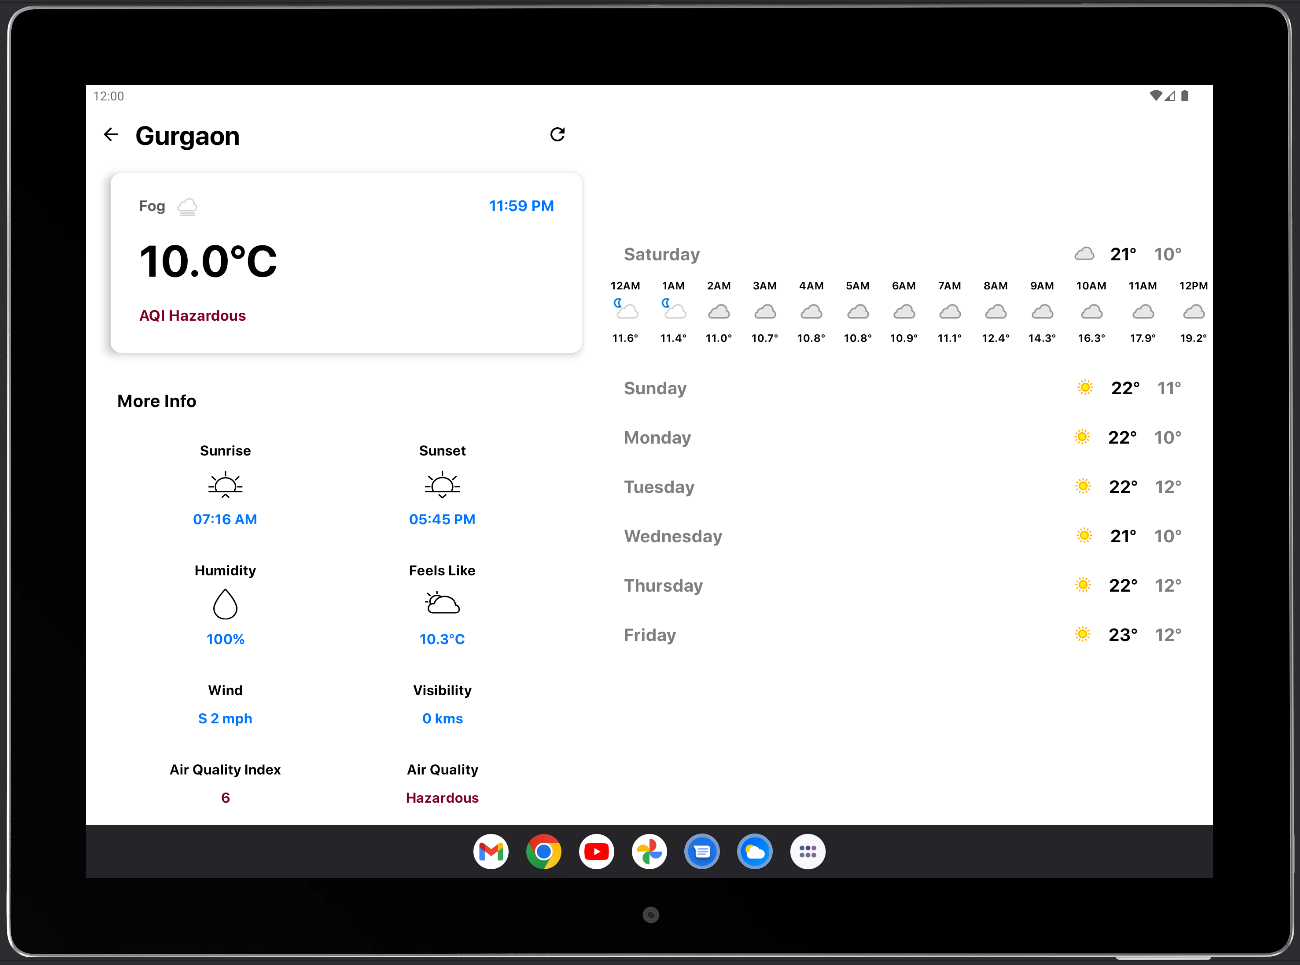 12:00
Gurgaon
Fog
11:59 PM
10.0°C
AQI Hazardous
More Info
Sunrise Sunset
07:16 AM 05:45 PM
Humidity Feels Like
100% 10.3°C
Wind Visibility
S 2 mph 0 kms
Air Quality Index Air Quality
6 Hazardous
Saturday 21° 10°
12AM 1AM 2AM 3AM 4AM 5AM 6AM 7AM 8AM 9AM 10AM 11AM 12PM
11.6° 11.4° 11.0° 10.7° 10.8° 10.8° 10.9° 11.1° 12.4° 14.3° 16.3° 17.9° 19.2°
Sunday 22° 11°
Monday 22° 10°
Tuesday 22° 12°
Wednesday 21° 10°
Thursday 22° 12°
Friday 23° 12°